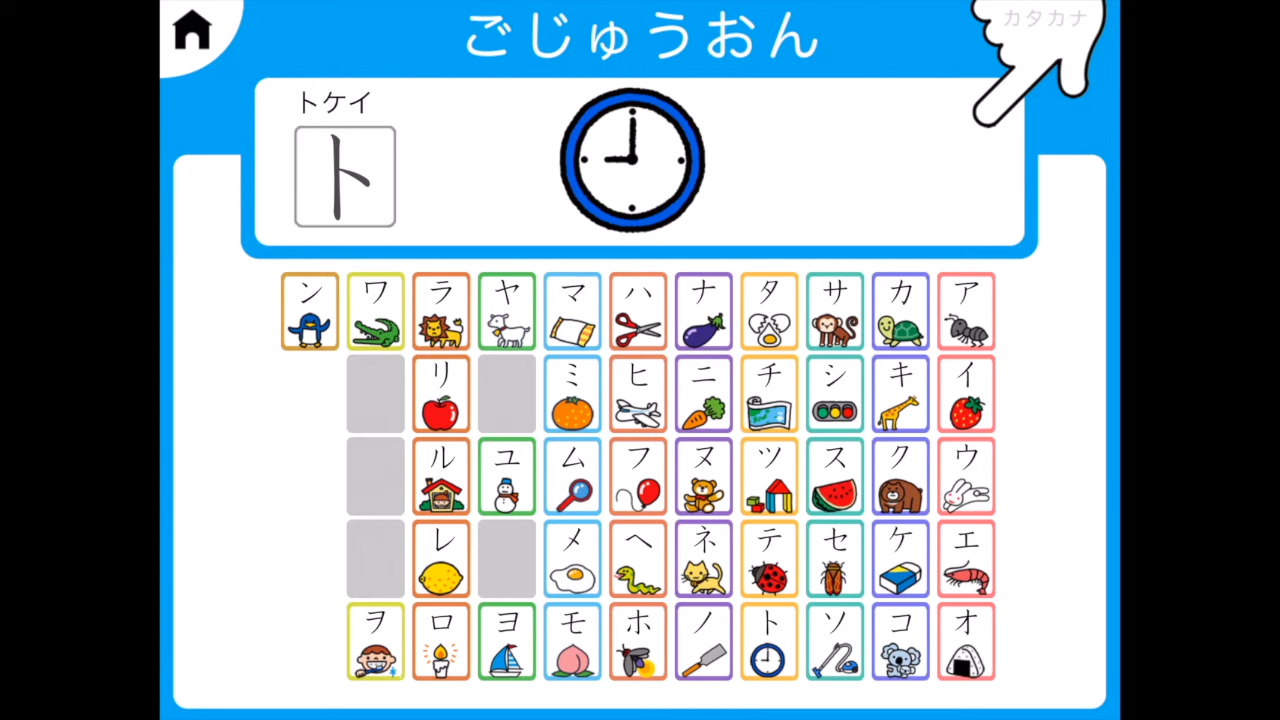 ごじゅうおん
カタカナ
トケイ
ト
ン ワ ラ ヤ マ ハ ナ タ サ カ ア
リ ミ ヒ ニ チ シ キ イ
ル ユ ム フ ヌ ツ ス ク ウ
レ メ ヘ ネ テ セ ケ エ
ヲ ロ ヨ モ ホ ノ ト ソ コ オ